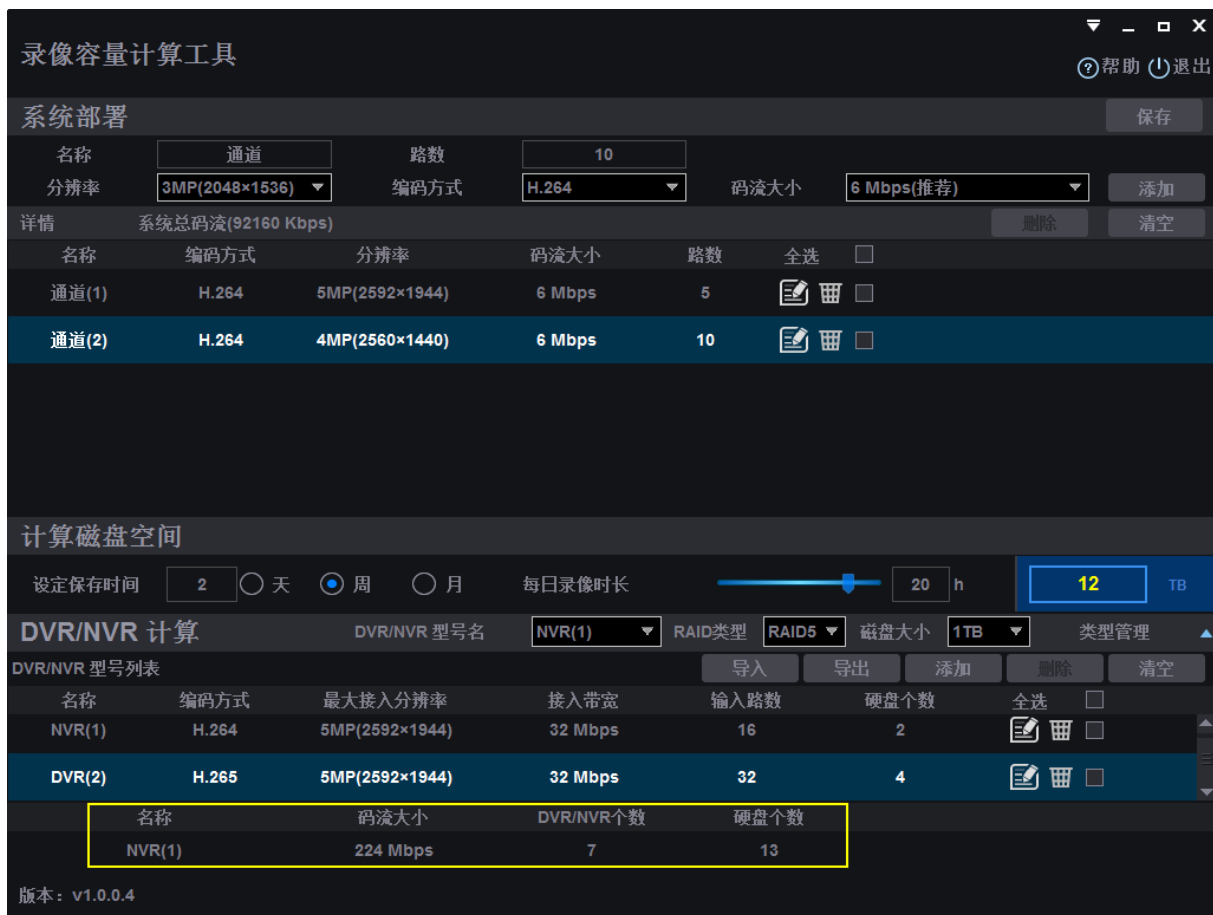 录像容量计算工具
帮助 退出
系统部署 保存
名称 通道 路数 10
分辨率 3MP(2048×1536) 编码方式 H.264 码流大小 6 Mbps(推荐) 添加
详情 系统总码流(92160 Kbps) 删除 清空
名称 编码方式 分辨率 码流大小 路数 全选
通道(1) H.264 5MP(2592×1944) 6 Mbps 5
通道(2) H.264 4MP(2560×1440) 6 Mbps 10
计算磁盘空间
设定保存时间 2 天 周 月 每日录像时长 20 h 12 TB
DVR/NVR 计算 DVR/NVR 型号名 NVR(1) RAID类型 RAID5 磁盘大小 1TB 类型管理
DVR/NVR 型号列表 导入 导出 添加 删除 清空
名称 编码方式 最大接入分辨率 接入带宽 输入路数 硬盘个数 全选
NVR(1) H.264 5MP(2592×1944) 32 Mbps 16 2
DVR(2) H.265 5MP(2592×1944) 32 Mbps 32 4
名称 码流大小 DVR/NVR个数 硬盘个数
NVR(1) 224 Mbps 7 13
版本：v1.0.0.4